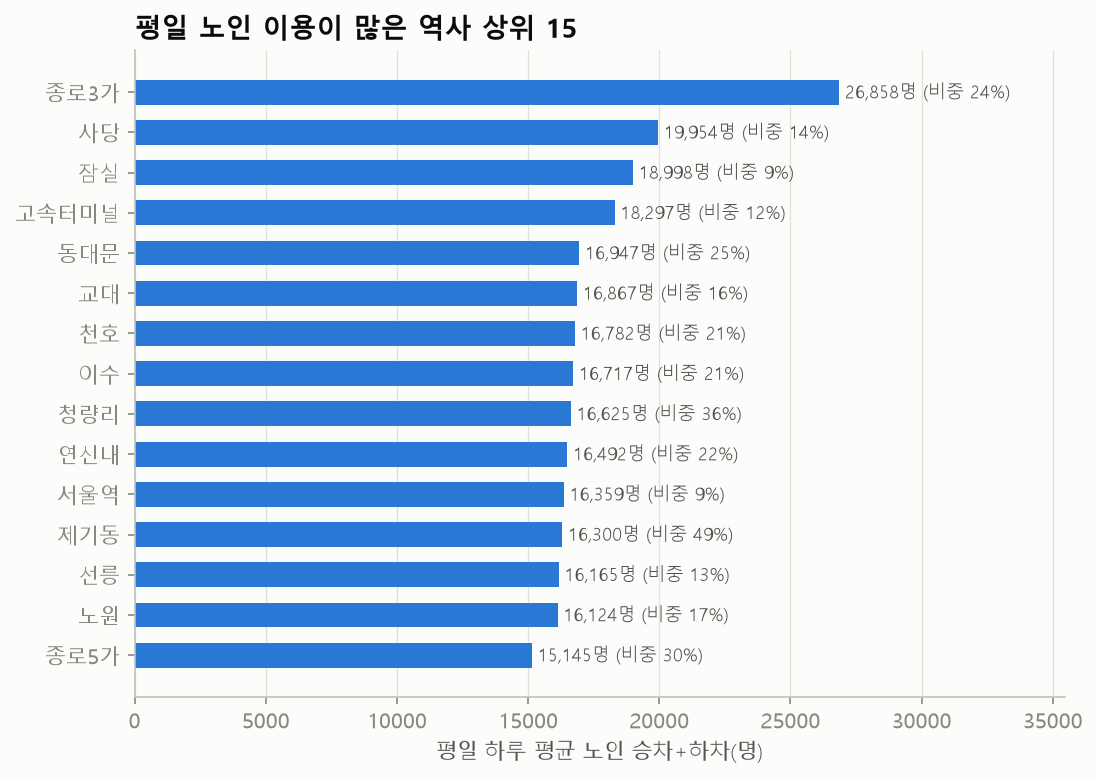 평일 노인 이용이 많은 역사 상위 15
종로3가 26,858명 (비중 24%)
사당 19,954명 (비중 14%)
잠실 18,998명 (비중 9%)
고속터미널 18,297명 (비중 12%)
동대문 16,947명 (비중 25%)
교대 16,867명 (비중 16%)
천호 16,782명 (비중 21%)
이수 16,717명 (비중 21%)
청량리 16,625명 (비중 36%)
연신내 16,492명 (비중 22%)
서울역 16,359명 (비중 9%)
제기동 16,300명 (비중 49%)
선릉 16,165명 (비중 13%)
노원 16,124명 (비중 17%)
종로5가 15,145명 (비중 30%)
0 5000 10000 15000 20000 25000 30000 35000
평일 하루 평균 노인 승차+하차(명)